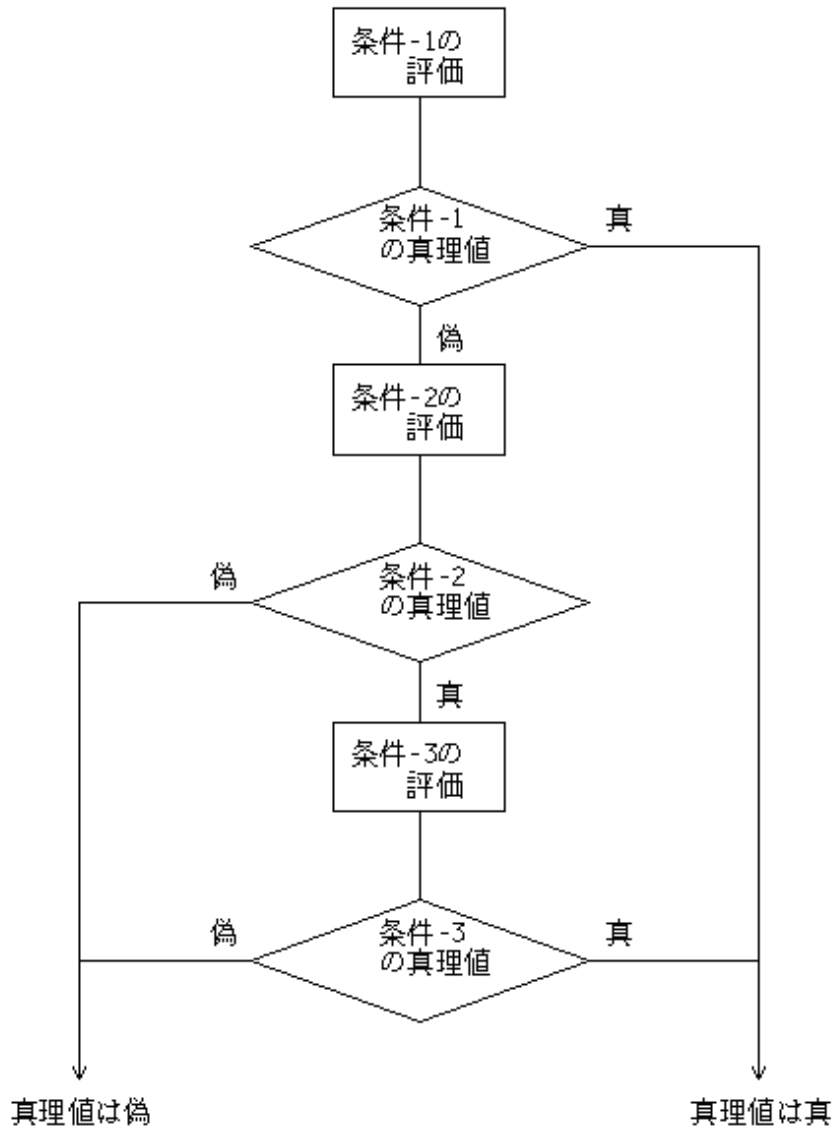 条件-1の
評価
条件-1
の真理値
真
偽
条件-2の
評価
偽
条件-2
の真理値
真
条件-3の
評価
偽
条件-3
の真理値
真
真理値は偽
真理値は真